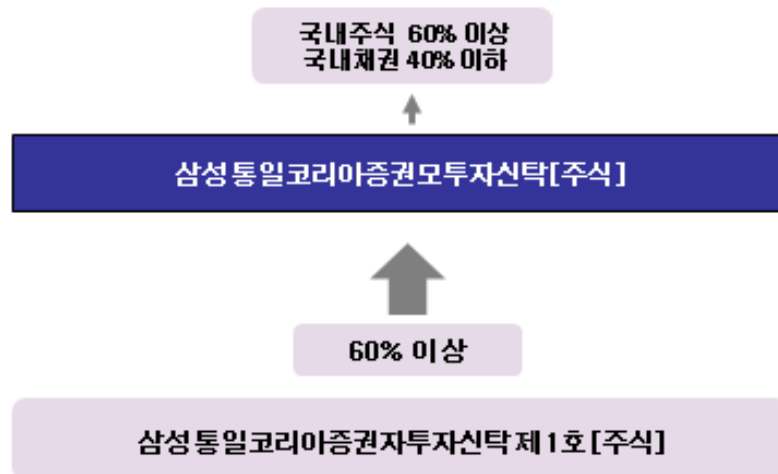 국내주식 60% 이상
국내채권 40% 이하
삼성통일코리아증권모투자신탁[주식]
60% 이상
삼성통일코리아증권자투자신탁 제1호[주식]